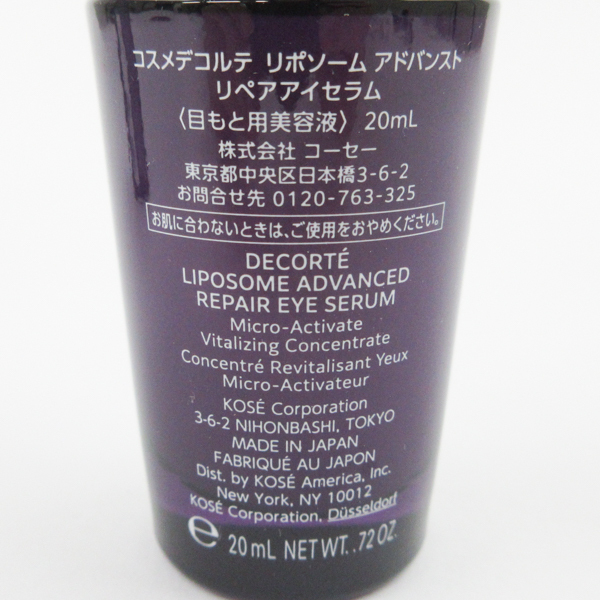 コスメデコルテ リポソーム アドバンスト
リペアアイセラム
〈目もと用美容液〉 20mL
株式会社 コーセー
東京都中央区日本橋3-6-2
お問合せ先 0120-763-325
お肌に合わないときは、ご使用をおやめください。
DECORTÉ
LIPOSOME ADVANCED
REPAIR EYE SERUM
Micro-Activate
Vitalizing Concentrate
Concentré Revitalisant Yeux
Micro-Activateur
KOSÉ Corporation
3-6-2 NIHONBASHI, TOKYO
MADE IN JAPAN
FABRIQUÉ AU JAPON
Dist. by KOSÉ America, Inc.
New York, NY 10012
KOSÉ Corporation, Düsseldorf
℮ 20mL NET WT. .72 OZ.